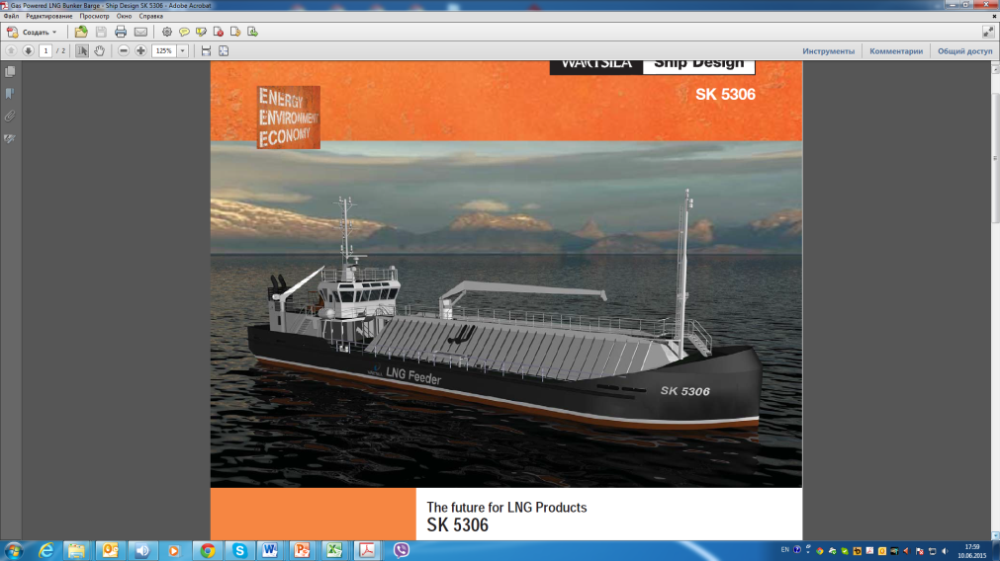 Gas Powered LNG Bunker Barge - Ship Design SK 5306 - Adobe Acrobat
Файл Редактирование Просмотр Окно Справка
Создать
1 / 2 125% Инструменты Комментарии Общий доступ
WÄRTSILÄ Ship Design
SK 5306
ENERGY
ENVIRONMENT
ECONOMY
LNG Feeder
SK 5306
The future for LNG Products
SK 5306
EN 17:59
10.06.2015